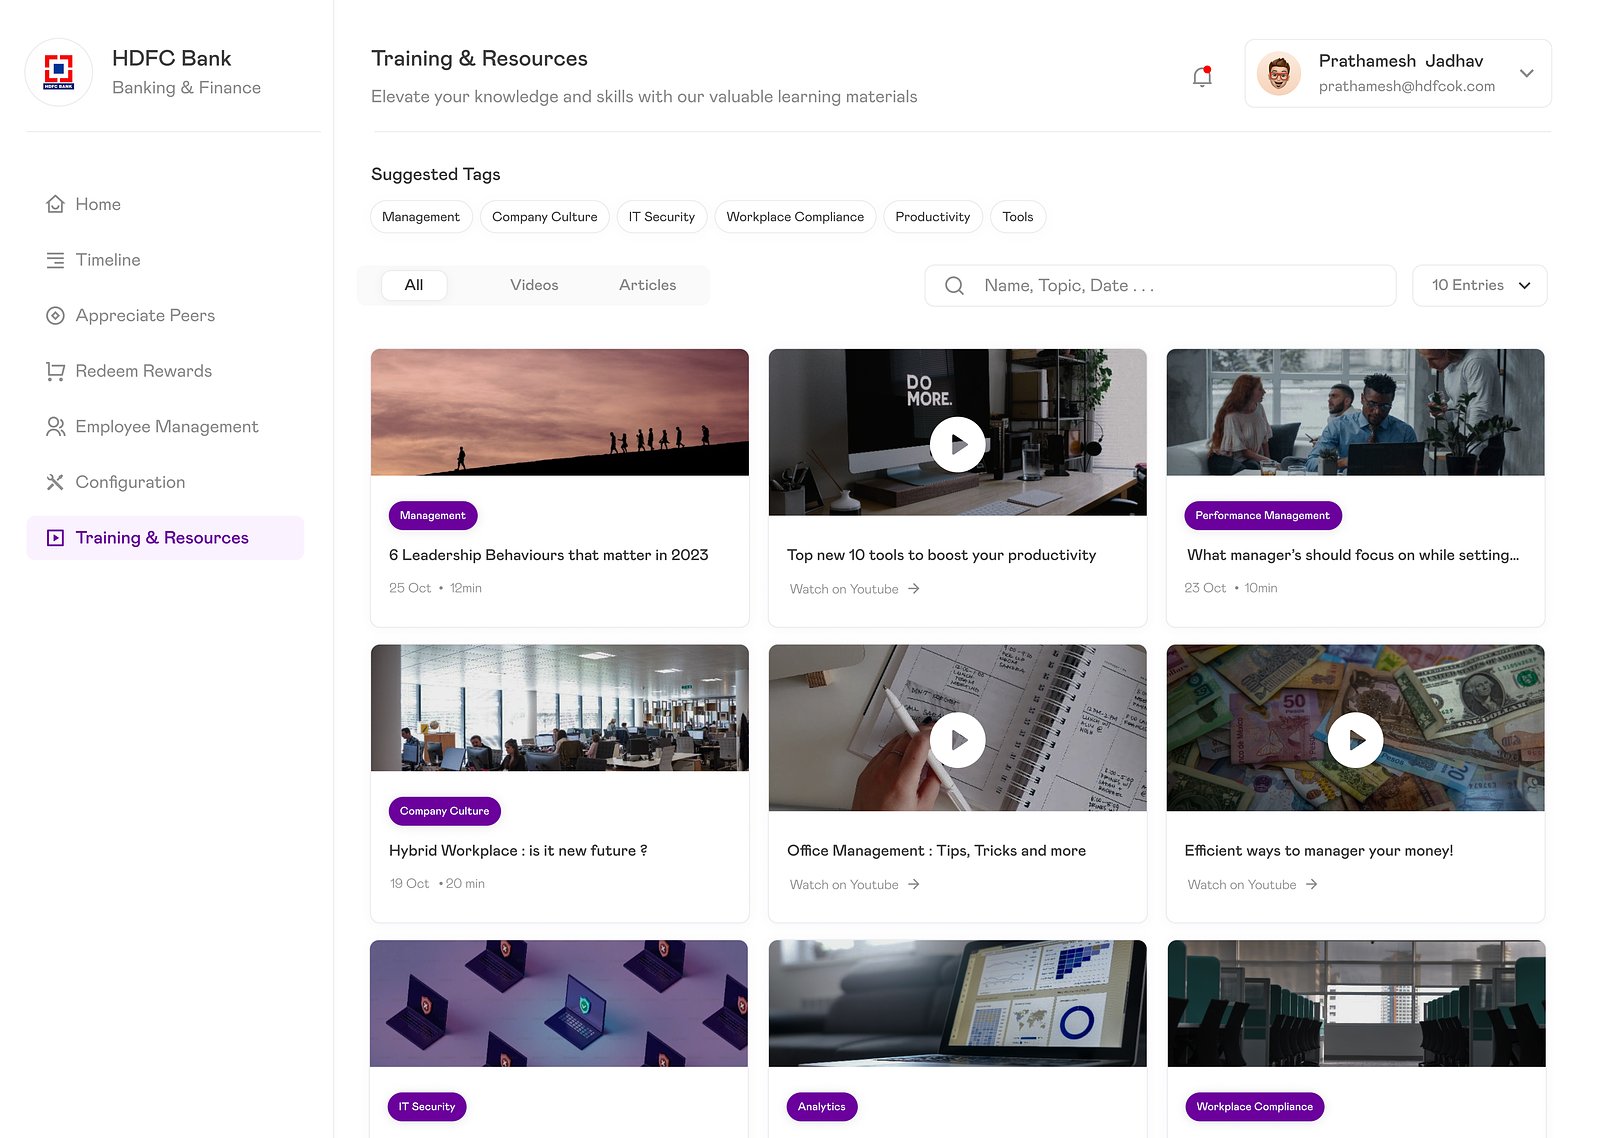 HDFC Bank
Banking & Finance
HDFC BANK
Training & Resources
Elevate your knowledge and skills with our valuable learning materials
Prathamesh Jadhav
prathamesh@hdfcok.com
Home
Timeline
Appreciate Peers
Redeem Rewards
Employee Management
Configuration
Training & Resources
Suggested Tags
Management Company Culture IT Security Workplace Compliance Productivity Tools
All Videos Articles
Name, Topic, Date . . .
10 Entries
Management
6 Leadership Behaviours that matter in 2023
25 Oct • 12min
DO
MORE.
Top new 10 tools to boost your productivity
Watch on Youtube
Performance Management
What manager's should focus on while setting...
23 Oct • 10min
Company Culture
Hybrid Workplace : is it new future ?
19 Oct • 20 min
Office Management : Tips, Tricks and more
Watch on Youtube
50
Efficient ways to manager your money!
Watch on Youtube
IT Security
Analytics
Workplace Compliance